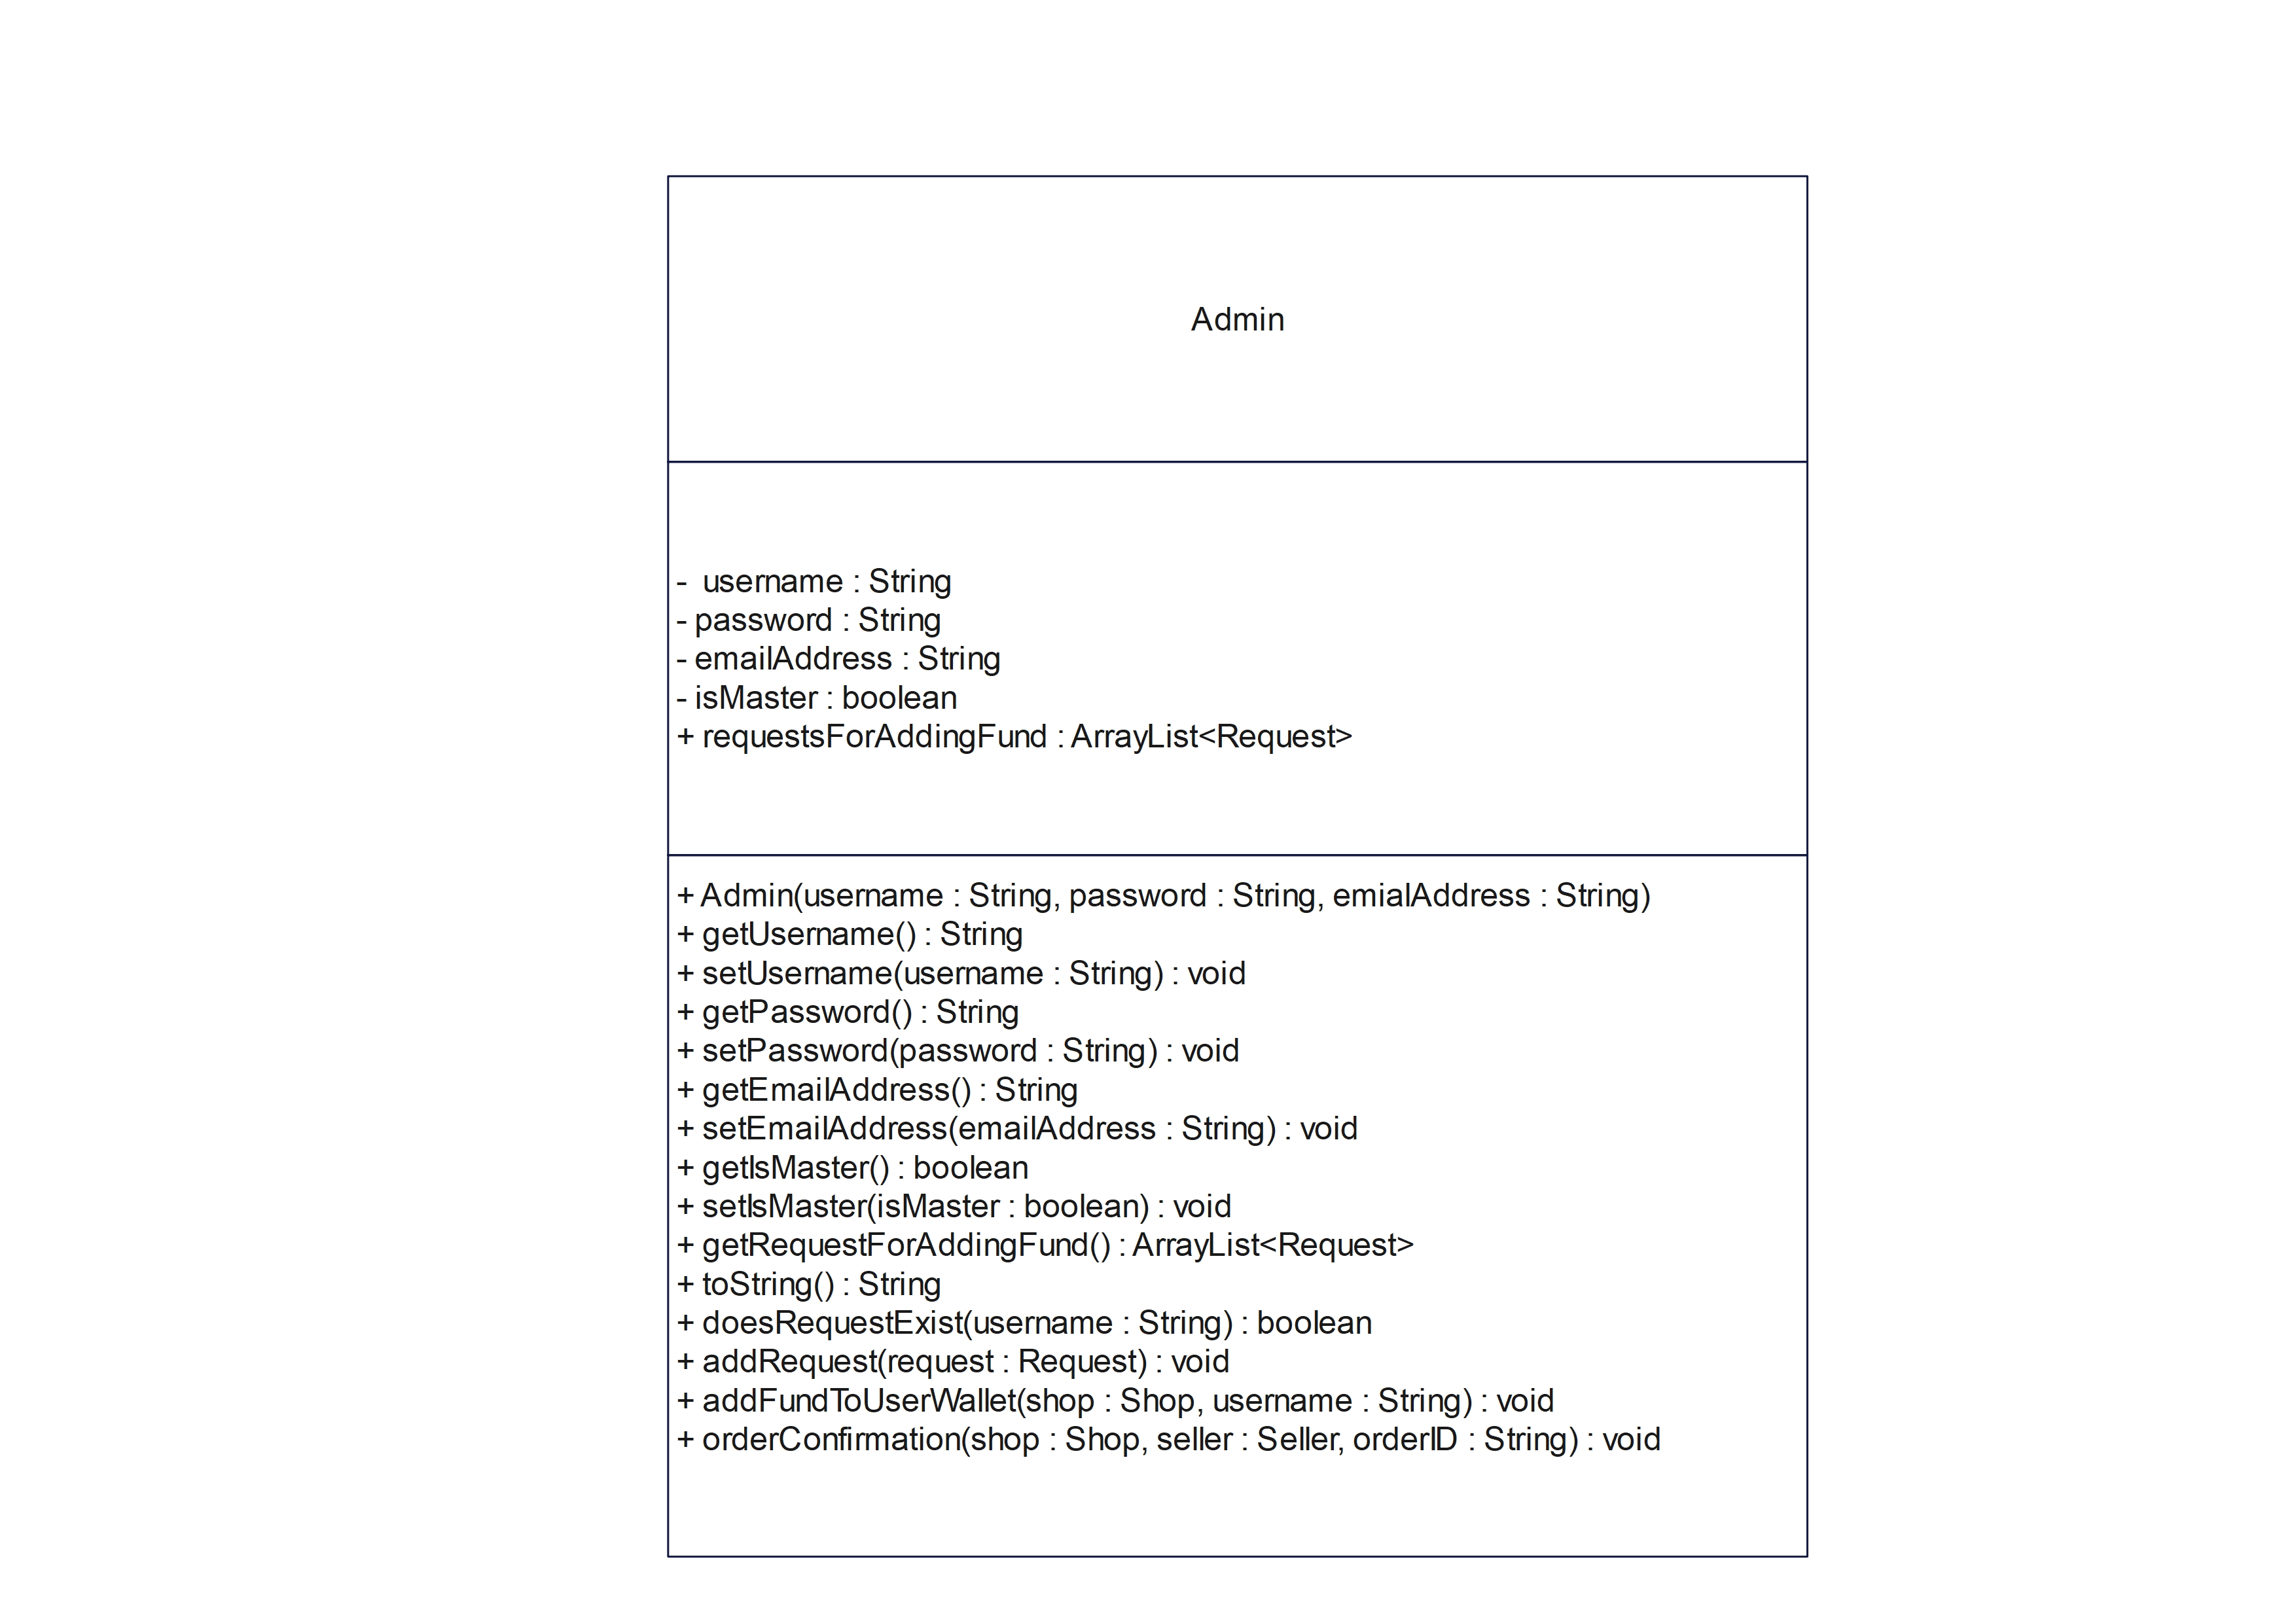 Admin
-  username : String
- password : String
- emailAddress : String
- isMaster : boolean
+ requestsForAddingFund : ArrayList<Request>
+ Admin(username : String, password : String, emialAddress : String)
+ getUsername() : String
+ setUsername(username : String) : void
+ getPassword() : String
+ setPassword(password : String) : void
+ getEmailAddress() : String
+ setEmailAddress(emailAddress : String) : void
+ getIsMaster() : boolean
+ setIsMaster(isMaster : boolean) : void
+ getRequestForAddingFund() : ArrayList<Request>
+ toString() : String
+ doesRequestExist(username : String) : boolean
+ addRequest(request : Request) : void
+ addFundToUserWallet(shop : Shop, username : String) : void
+ orderConfirmation(shop : Shop, seller : Seller, orderID : String) : void